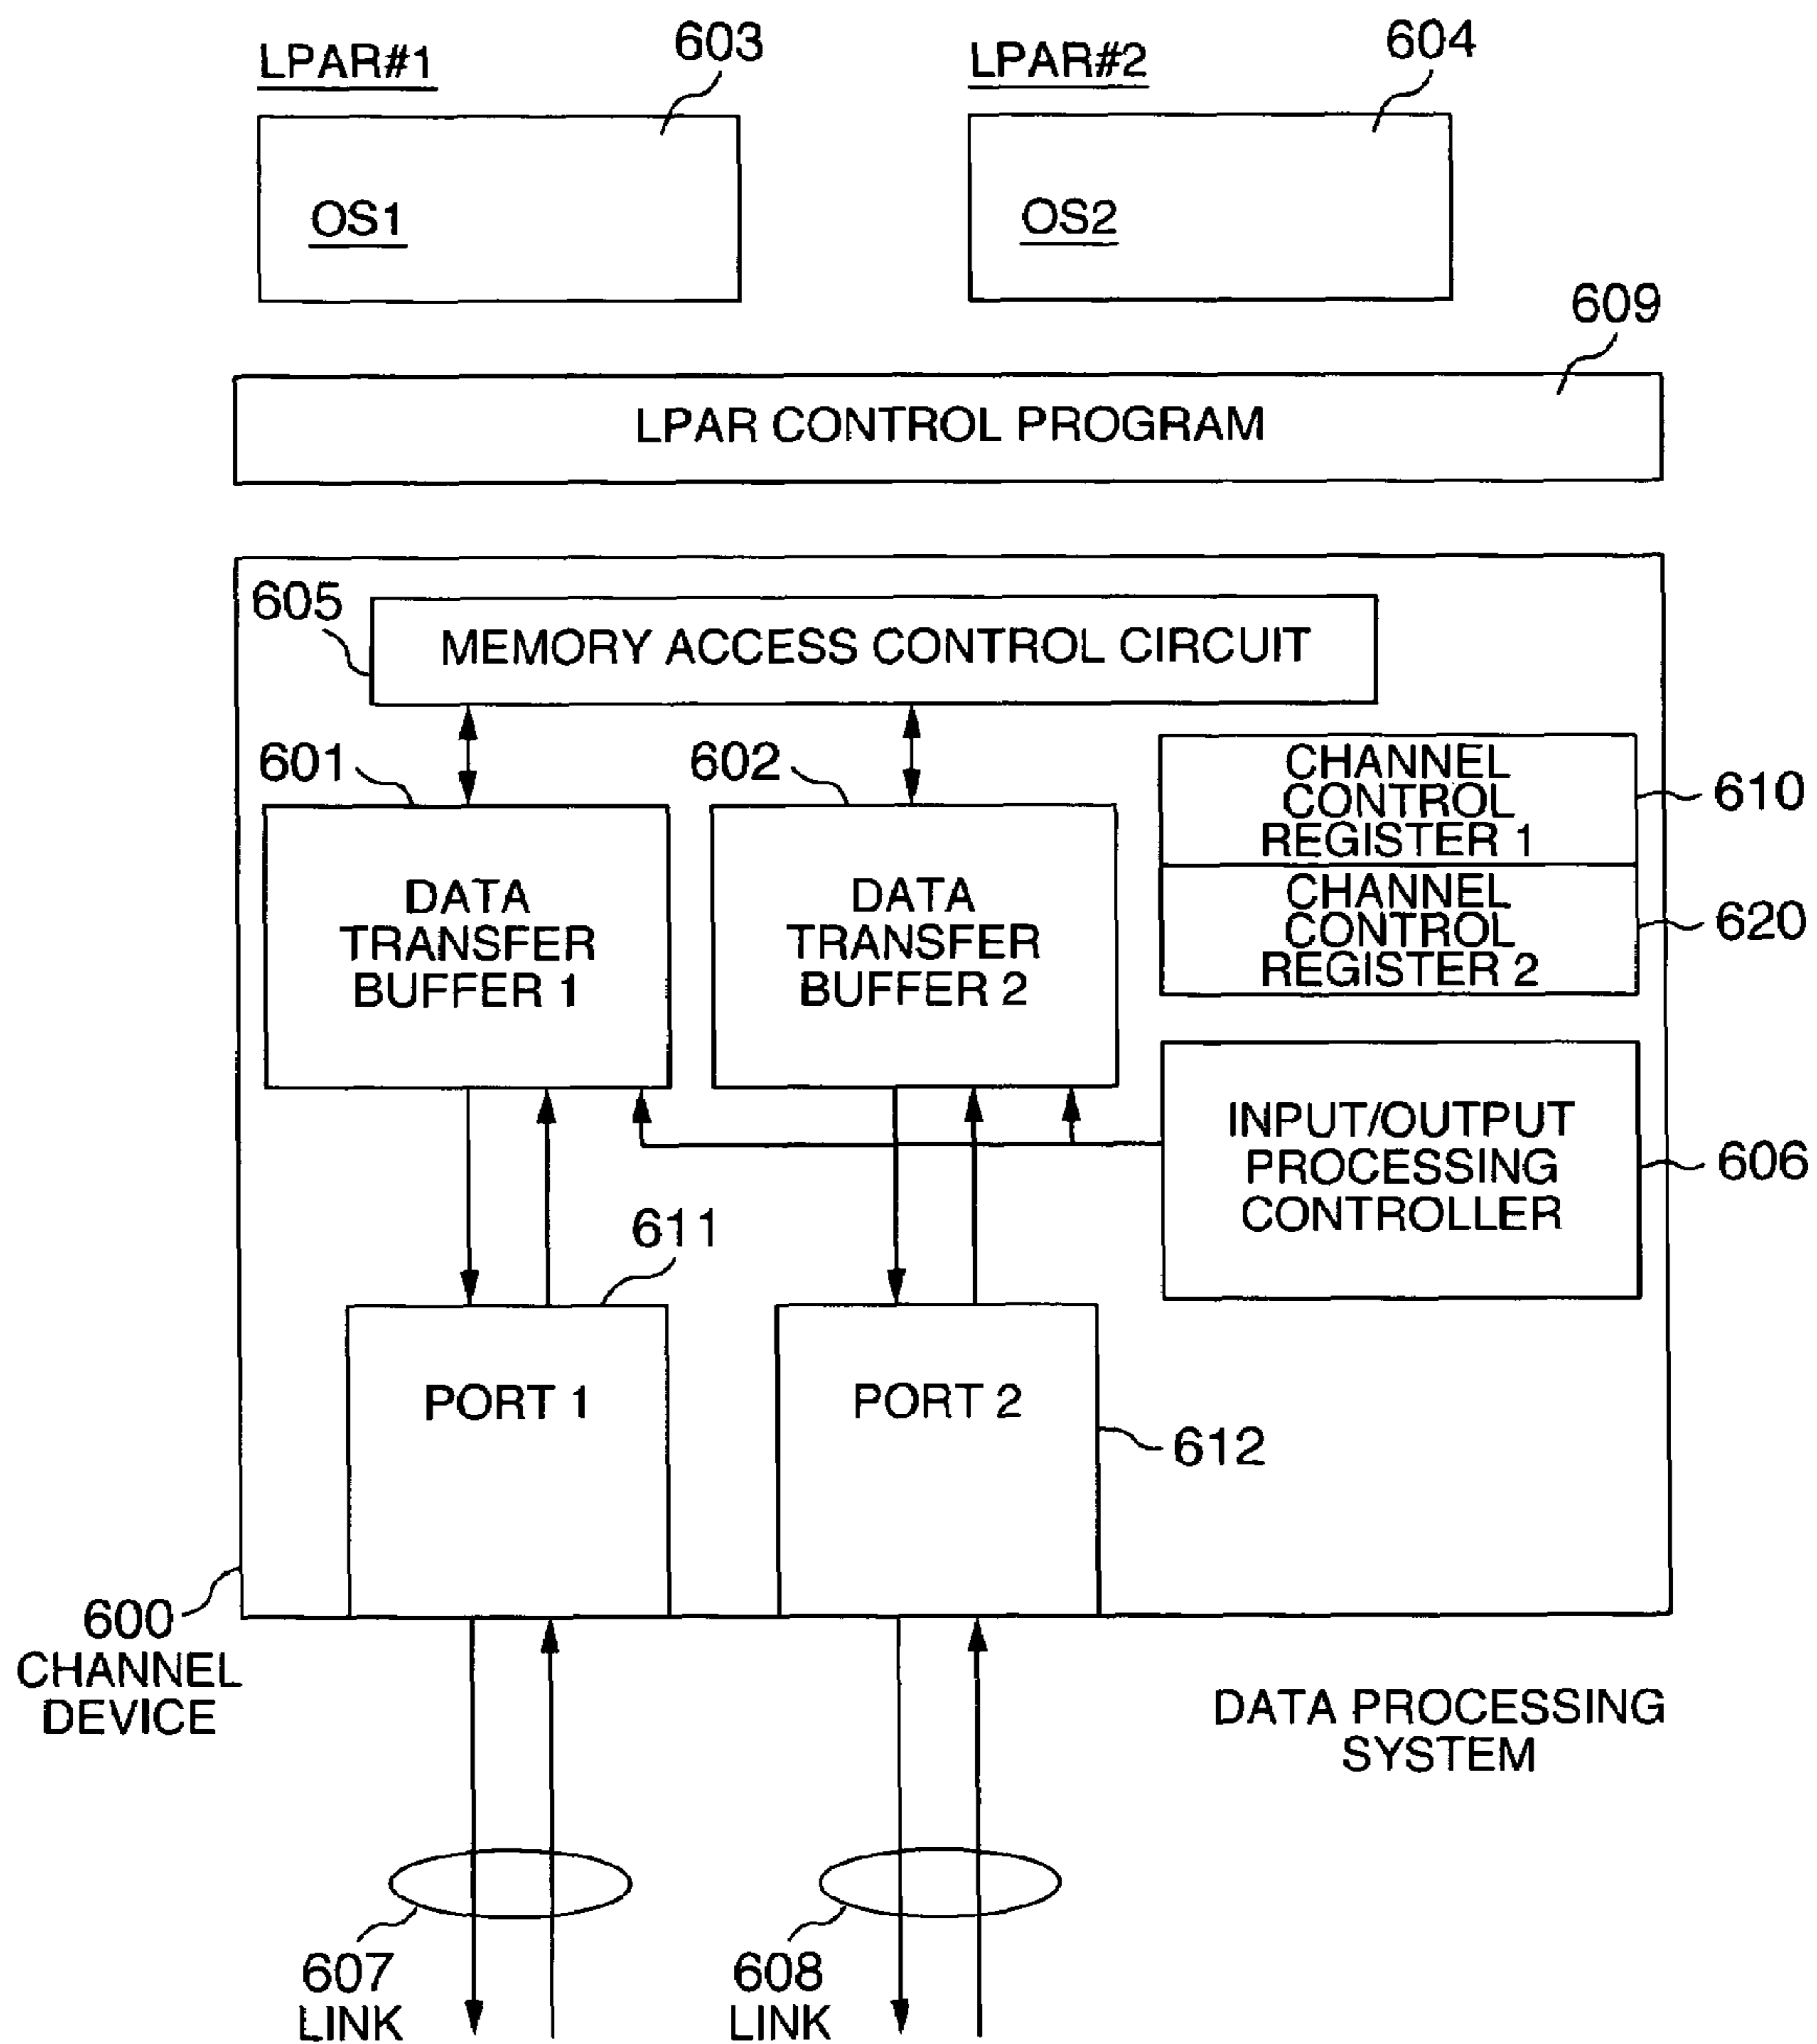 603
604
LPAR#1
LPAR#2
OS1
OS2
609
LPAR CONTROL PROGRAM
605
MEMORY ACCESS CONTROL CIRCUIT
601
602
CHANNEL
CONTROL
REGISTER 1
610
DATA
TRANSFER
BUFFER 1
DATA
TRANSFER
BUFFER 2
CHANNEL
CONTROL
REGISTER 2
620
INPUT/OUTPUT
PROCESSING
CONTROLLER
606
611
PORT 1
PORT 2
612
600
CHANNEL
DEVICE
DATA PROCESSING
SYSTEM
607
LINK
608
LINK